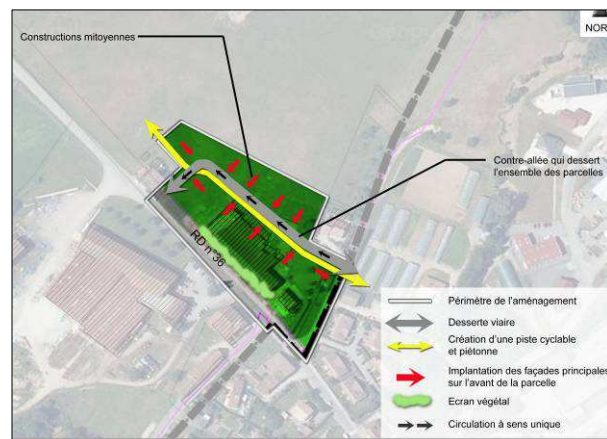 NOR
Constructions mitoyennes
Contre-allée qui dessert
l'ensemble des parcelles
RD n°36
Périmètre de l'aménagement
Desserte viaire
Création d'une piste cyclable
et piétonne
Implantation des façades principales
sur l'avant de la parcelle
Ecran végétal
Circulation à sens unique